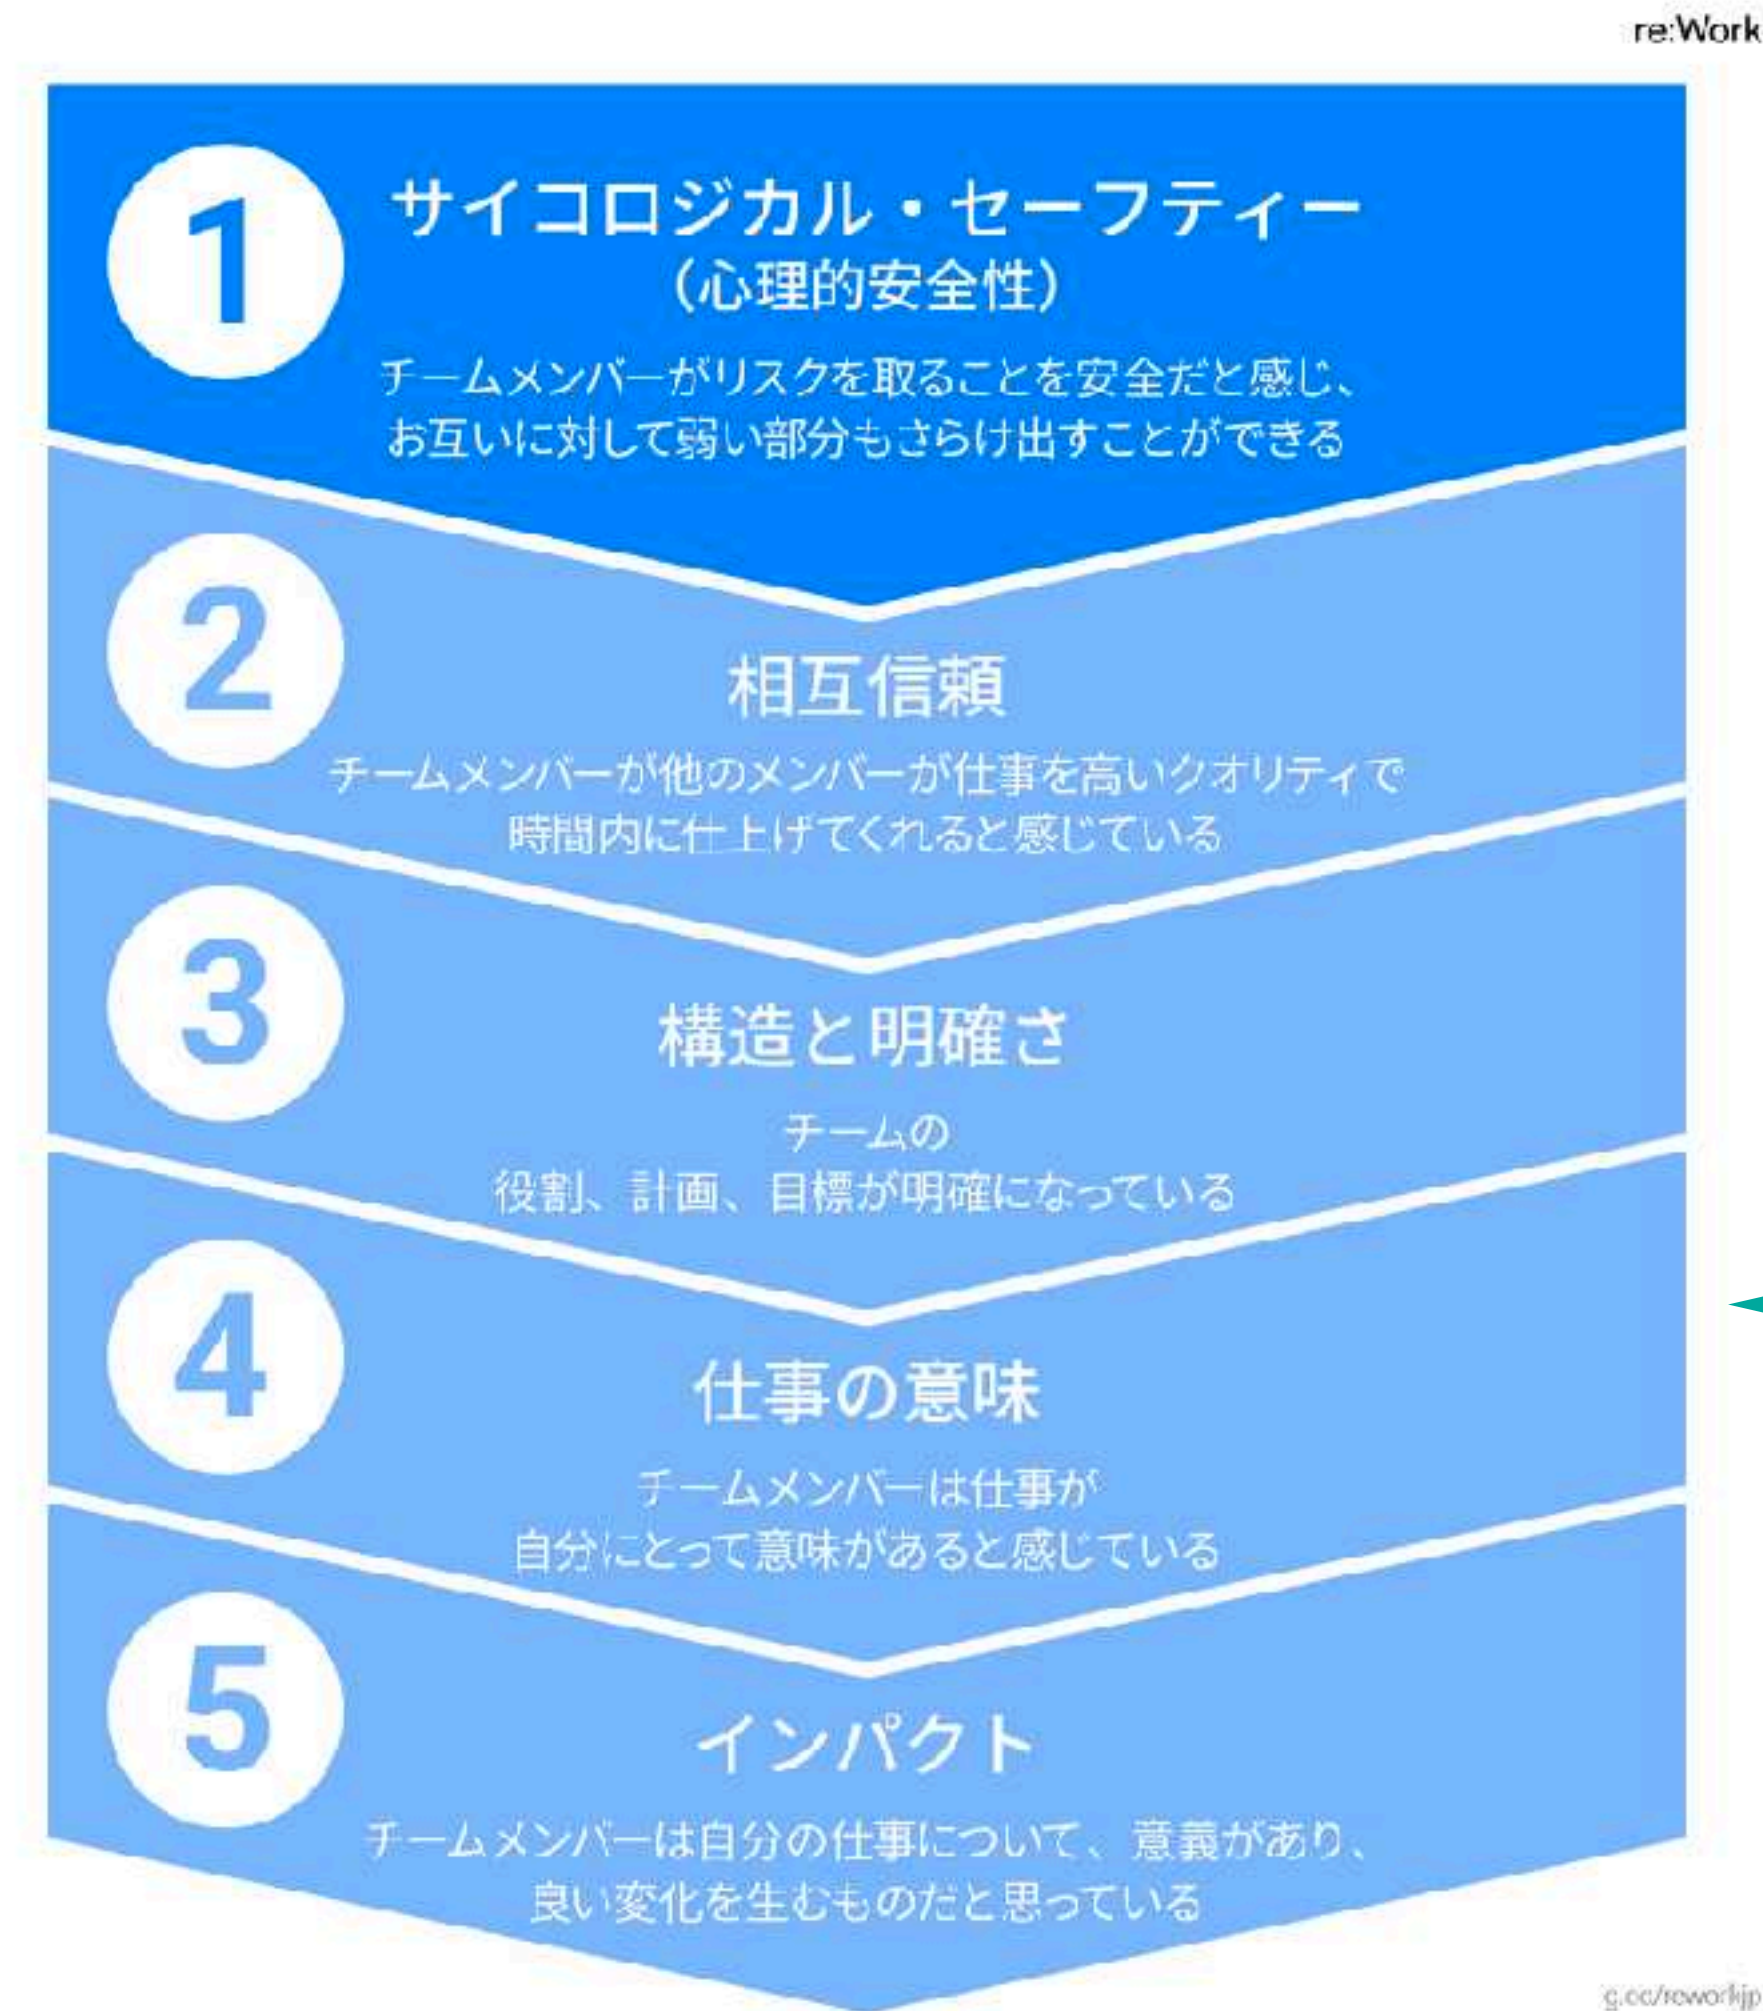 re:Work
1
サイコロジカル・セーフティー
（心理的安全性）
チームメンバーがリスクを取ることを安全だと感じ、
お互いに対して弱い部分もさらけ出すことができる
2
相互信頼
チームメンバーが他のメンバーが仕事を高いクオリティで
時間内に仕上げてくれると感じている
3
構造と明確さ
チームの
役割、計画、目標が明確になっている
4
仕事の意味
チームメンバーは仕事が
自分にとって意味があると感じている
5
インパクト
チームメンバーは自分の仕事について、意義があり、
良い変化を生むものだと思っている
g.co/reworkjp